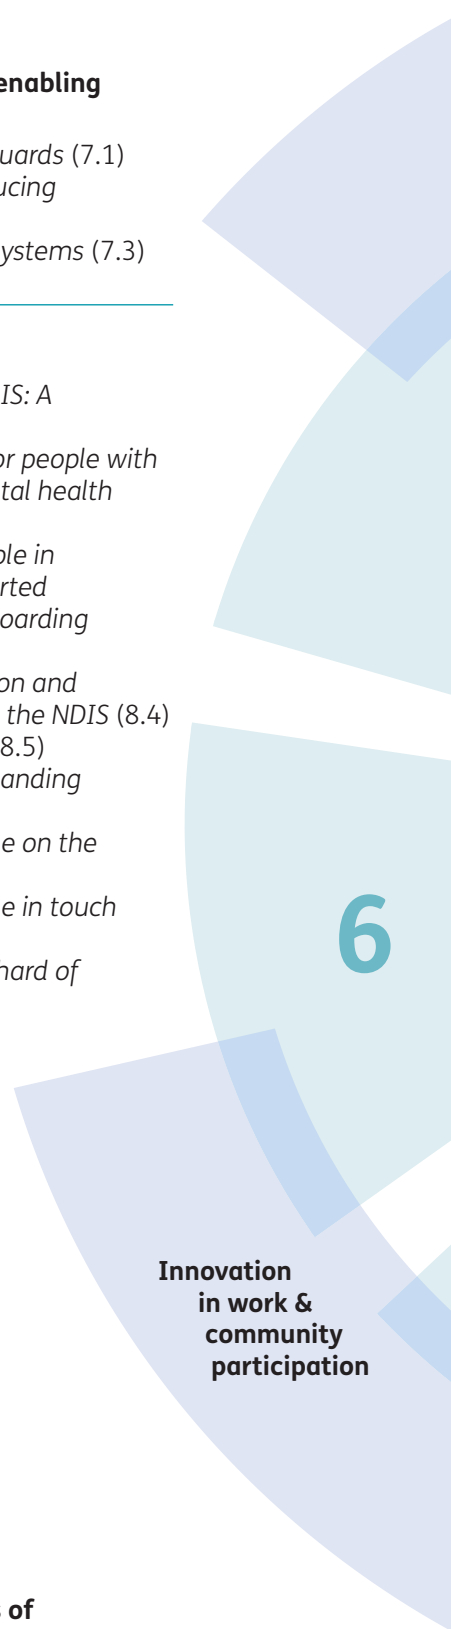 enabling
uards (7.1)
ucing
ystems (7.3)
IS: A
or people with
tal health
ple in
rted
oarding
on and
the NDIS (8.4)
8.5)
anding
e on the
e in touch
hard of
6
Innovation
in work &
community
participation
of